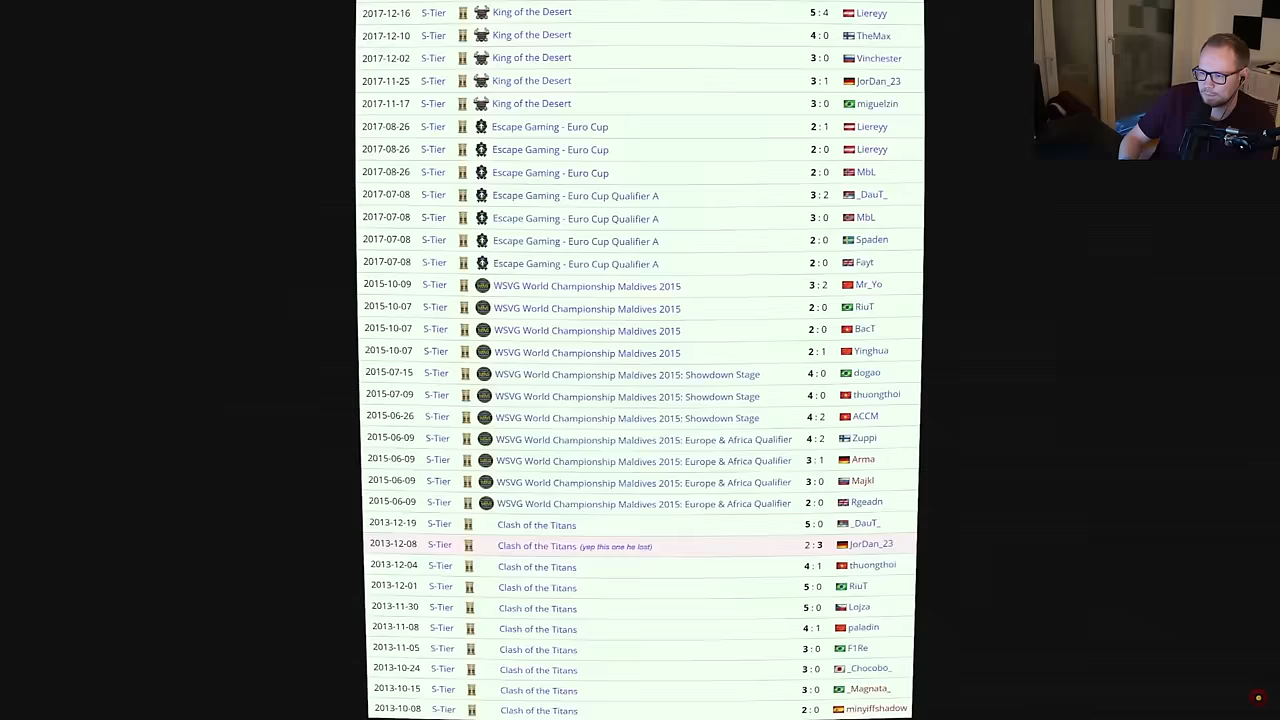 2017-12-16 S-Tier King of the Desert 5 : 4 Liereyy
2017-12-10 S-Tier King of the Desert 4 : 0 TheMax
2017-12-02 S-Tier King of the Desert 3 : 0 Vinchester
2017-11-25 S-Tier King of the Desert 3 : 1 JorDan_23
2017-11-17 S-Tier King of the Desert 3 : 0 miguelzin
2017-08-26 S-Tier Escape Gaming - Euro Cup 2 : 1 Liereyy
2017-08-26 S-Tier Escape Gaming - Euro Cup 2 : 0 Liereyy
2017-08-26 S-Tier Escape Gaming - Euro Cup 2 : 0 MbL
2017-07-08 S-Tier Escape Gaming - Euro Cup Qualifier A 3 : 2 _DauT_
2017-07-08 S-Tier Escape Gaming - Euro Cup Qualifier A 3 : 0 MbL
2017-07-08 S-Tier Escape Gaming - Euro Cup Qualifier A 2 : 0 Spaden
2017-07-08 S-Tier Escape Gaming - Euro Cup Qualifier A 2 : 0 Fayt
2015-10-09 S-Tier WSVG World Championship Maldives 2015 3 : 2 Mr_Yo
2015-10-07 S-Tier WSVG World Championship Maldives 2015 2 : 0 RiuT
2015-10-07 S-Tier WSVG World Championship Maldives 2015 2 : 0 BacT
2015-10-07 S-Tier WSVG World Championship Maldives 2015 2 : 1 Yinghua
2015-07-15 S-Tier WSVG World Championship Maldives 2015: Showdown Stage 4 : 0 dogao
2015-07-09 S-Tier WSVG World Championship Maldives 2015: Showdown Stage 4 : 0 thuongthoi
2015-06-26 S-Tier WSVG World Championship Maldives 2015: Showdown Stage 4 : 2 ACCM
2015-06-09 S-Tier WSVG World Championship Maldives 2015: Europe & Africa Qualifier 4 : 2 Zuppi
2015-06-09 S-Tier WSVG World Championship Maldives 2015: Europe & Africa Qualifier 3 : 1 Arma
2015-06-09 S-Tier WSVG World Championship Maldives 2015: Europe & Africa Qualifier 3 : 0 Majkl
2015-06-09 S-Tier WSVG World Championship Maldives 2015: Europe & Africa Qualifier 2 : 0 Rgeadn
2013-12-19 S-Tier Clash of the Titans 5 : 0 _DauT_
2013-12-08 S-Tier Clash of the Titans (yep this one he lost) 2 : 3 JorDan_23
2013-12-04 S-Tier Clash of the Titans 4 : 1 thuongthoi
2013-12-01 S-Tier Clash of the Titans 5 : 0 RiuT
2013-11-30 S-Tier Clash of the Titans 5 : 0 Lojza
2013-11-08 S-Tier Clash of the Titans 4 : 1 paladin
2013-11-05 S-Tier Clash of the Titans 3 : 0 F1Re
2013-10-24 S-Tier Clash of the Titans 3 : 0 _Chocobo_
2013-10-15 S-Tier Clash of the Titans 3 : 0 _Magnata_
2013-10-08 S-Tier Clash of the Titans 2 : 0 minyiffshadow